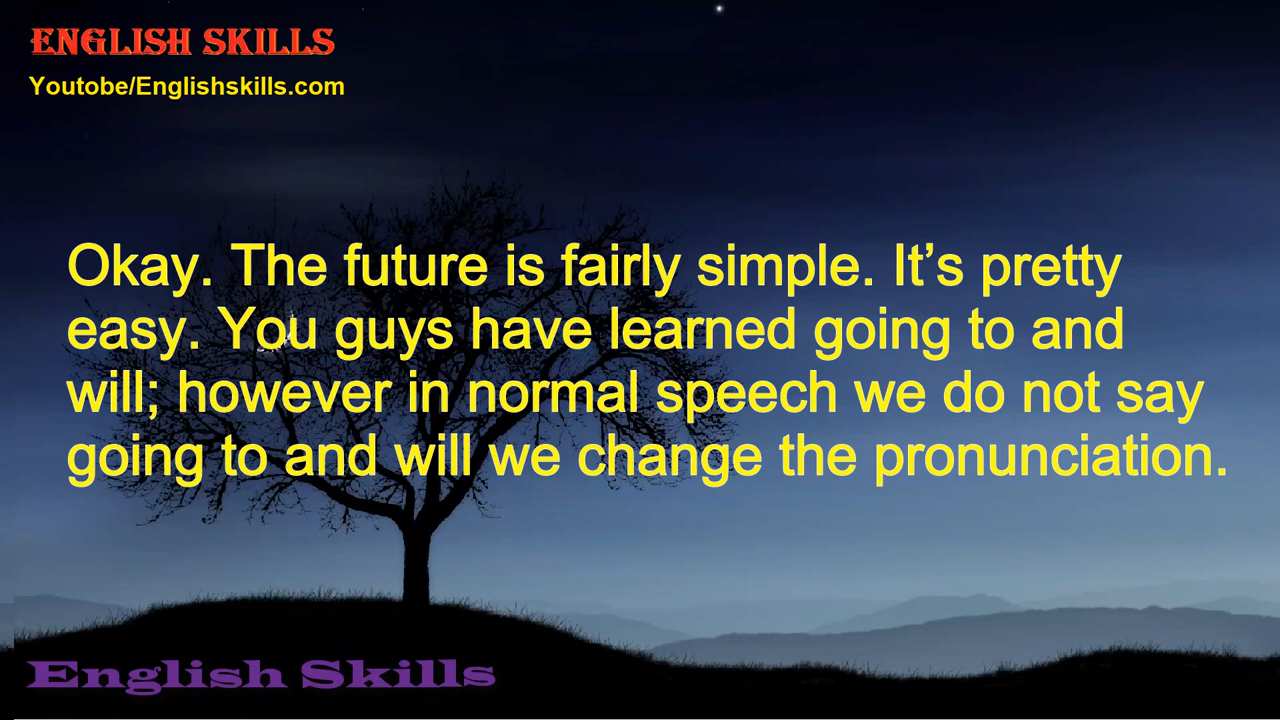 ENGLISH SKILLS
Youtobe/Englishskills.com
Okay. The future is fairly simple. It’s pretty
easy. You guys have learned going to and
will; however in normal speech we do not say
going to and will we change the pronunciation.
English Skills